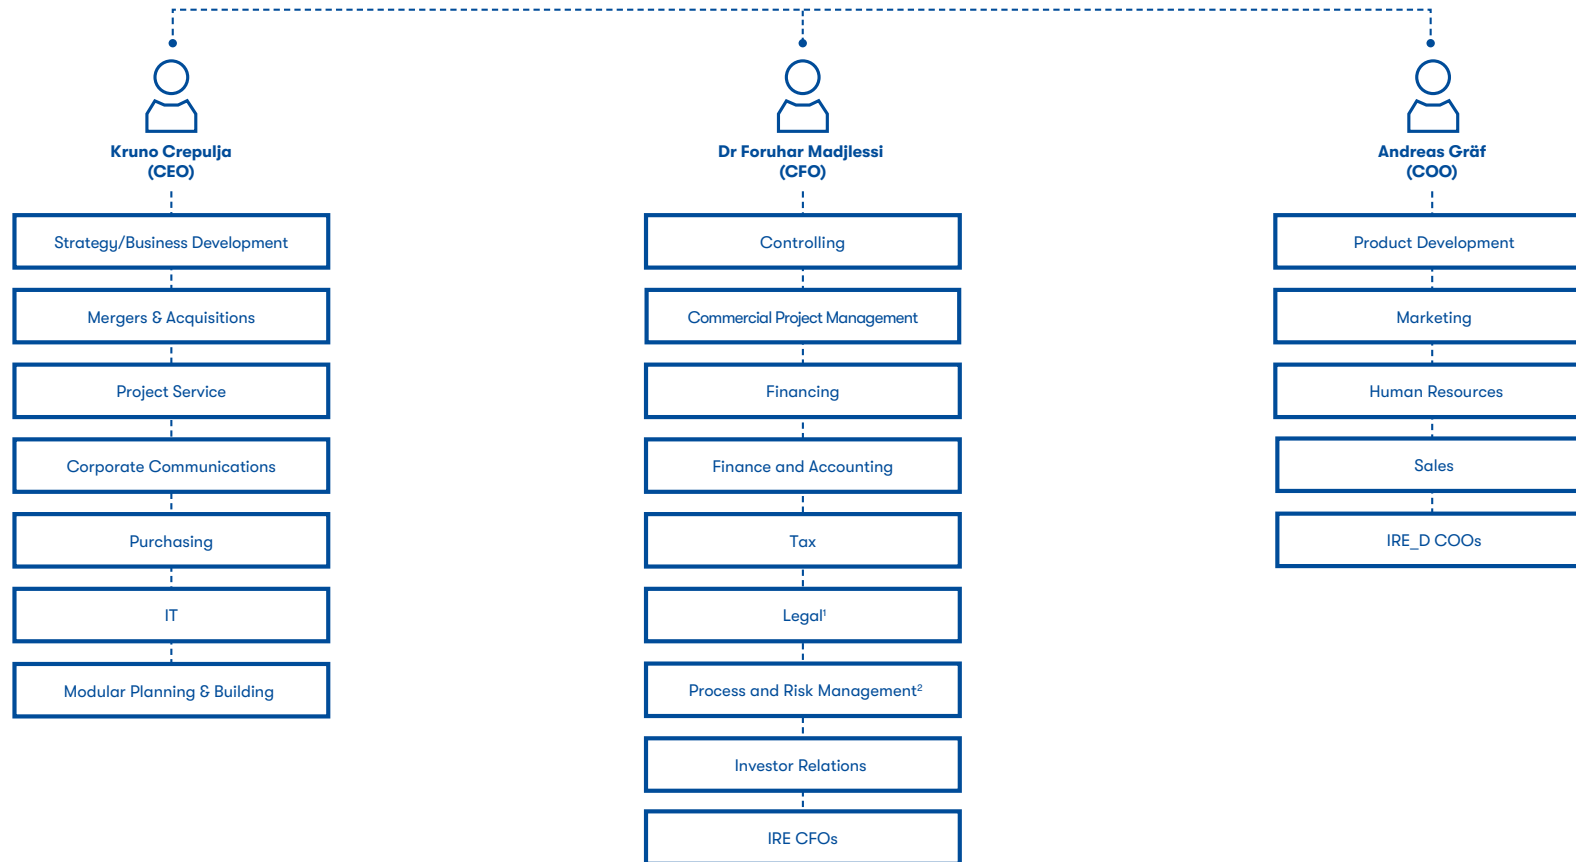 Kruno Crepulja
(CEO)
Strategy/Business Development
Mergers & Acquisitions
Project Service
Corporate Communications
Purchasing
IT
Modular Planning & Building
Dr Foruhar Madjlessi
(CFO)
Controlling
Commercial Project Management
Financing
Finance and Accounting
Tax
Legal¹
Process and Risk Management²
Investor Relations
IRE CFOs
Andreas Gräf
(COO)
Product Development
Marketing
Human Resources
Sales
IRE_D COOs